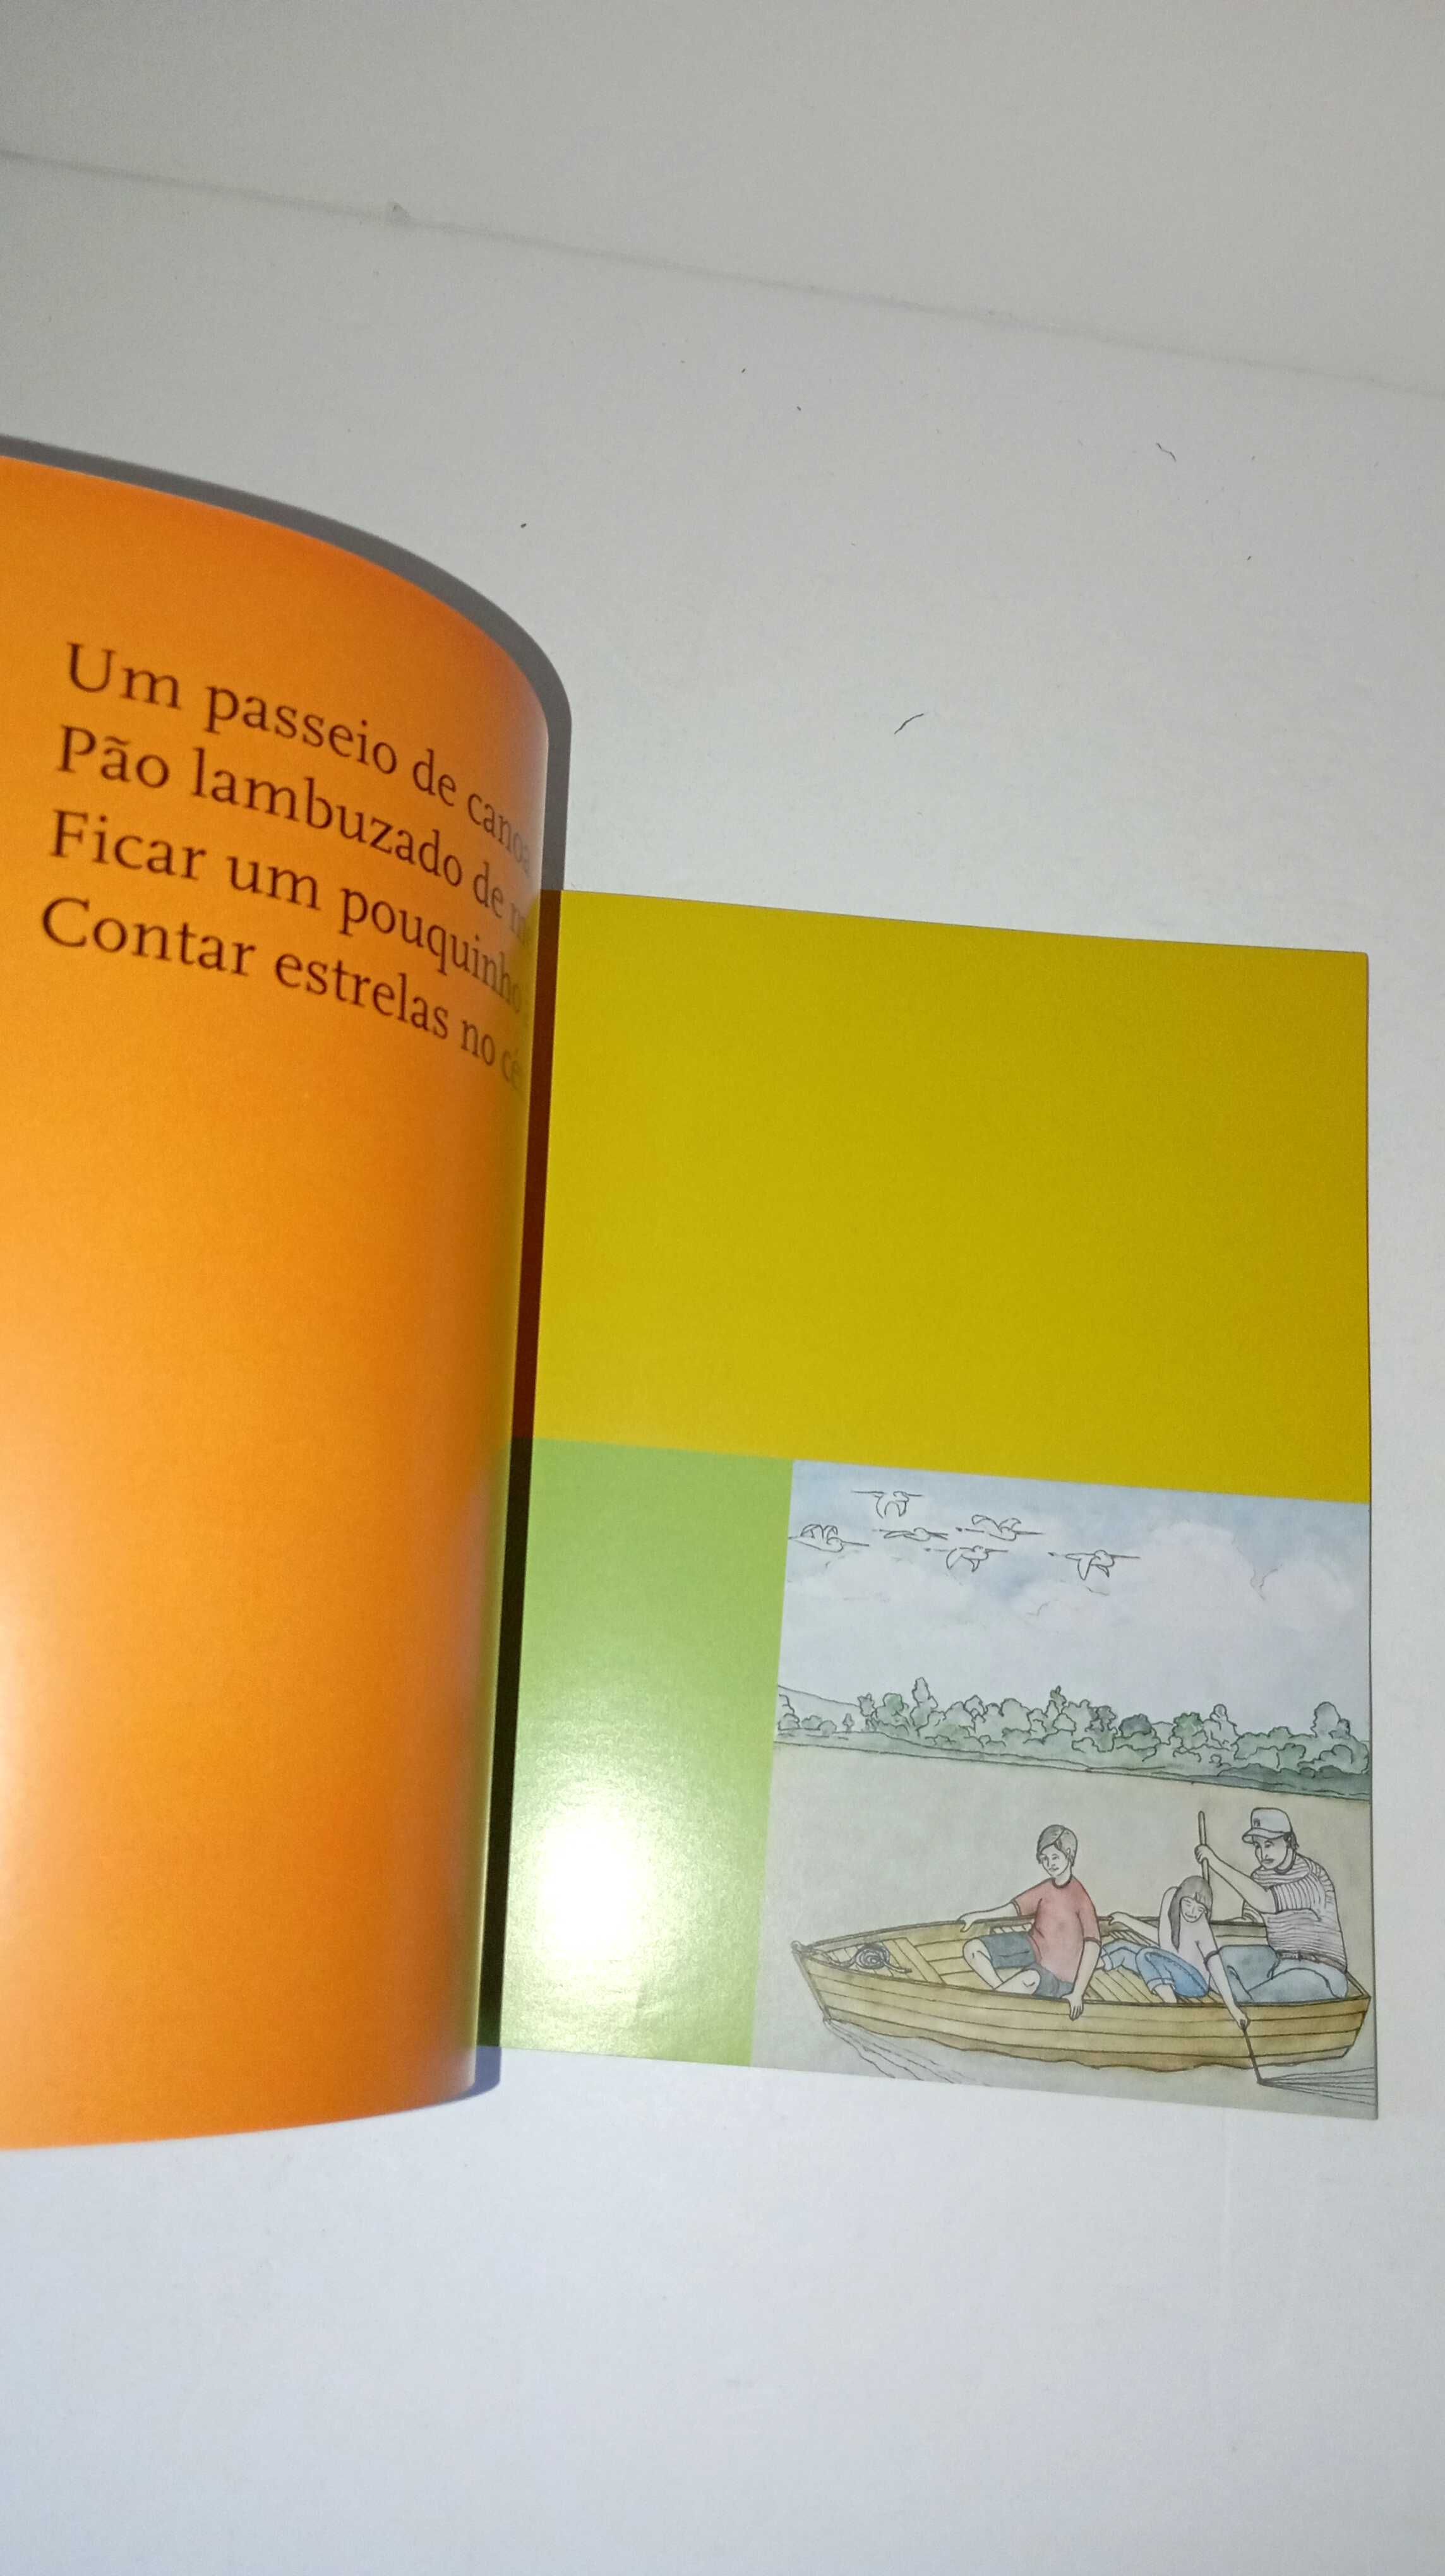 Um passeio de canoa
Pão lambuzado de
Ficar um pouquinho
Contar estrelas no